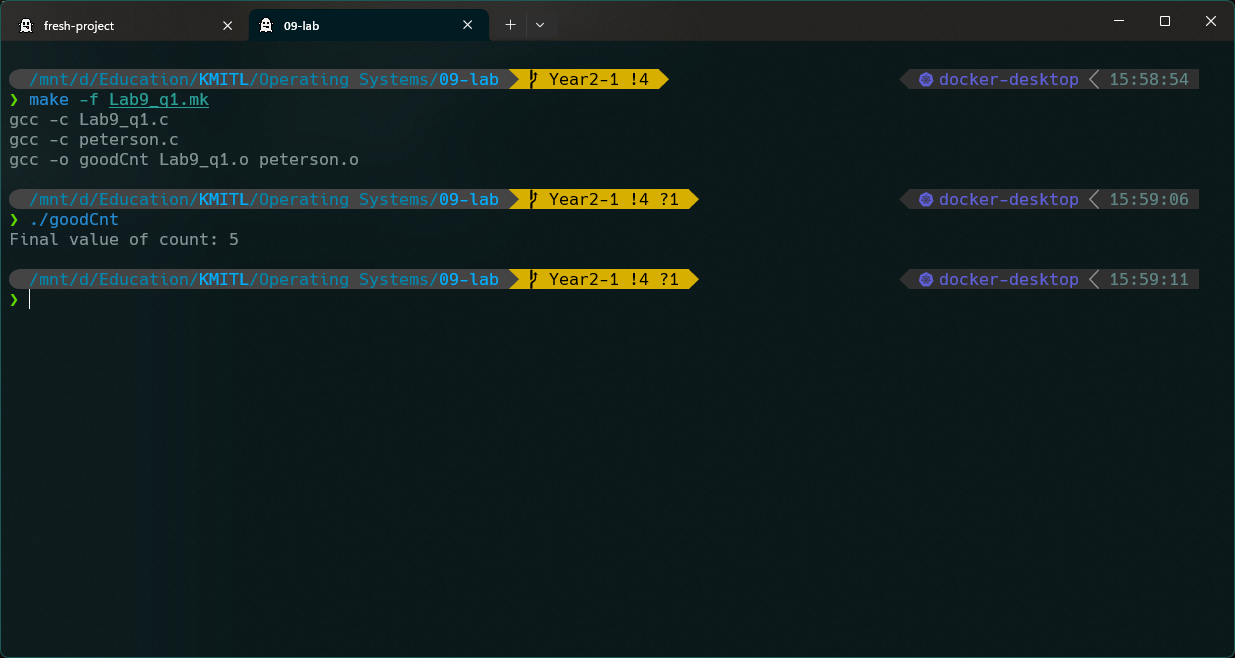 fresh-project 09-lab
/mnt/d/Education/KMITL/Operating Systems/09-lab Year2-1 !4 docker-desktop 15:58:54
❯ make -f Lab9_q1.mk
gcc -c Lab9_q1.c
gcc -c peterson.c
gcc -o goodCnt Lab9_q1.o peterson.o
/mnt/d/Education/KMITL/Operating Systems/09-lab Year2-1 !4 ?1 docker-desktop 15:59:06
❯ ./goodCnt
Final value of count: 5
/mnt/d/Education/KMITL/Operating Systems/09-lab Year2-1 !4 ?1 docker-desktop 15:59:11
❯